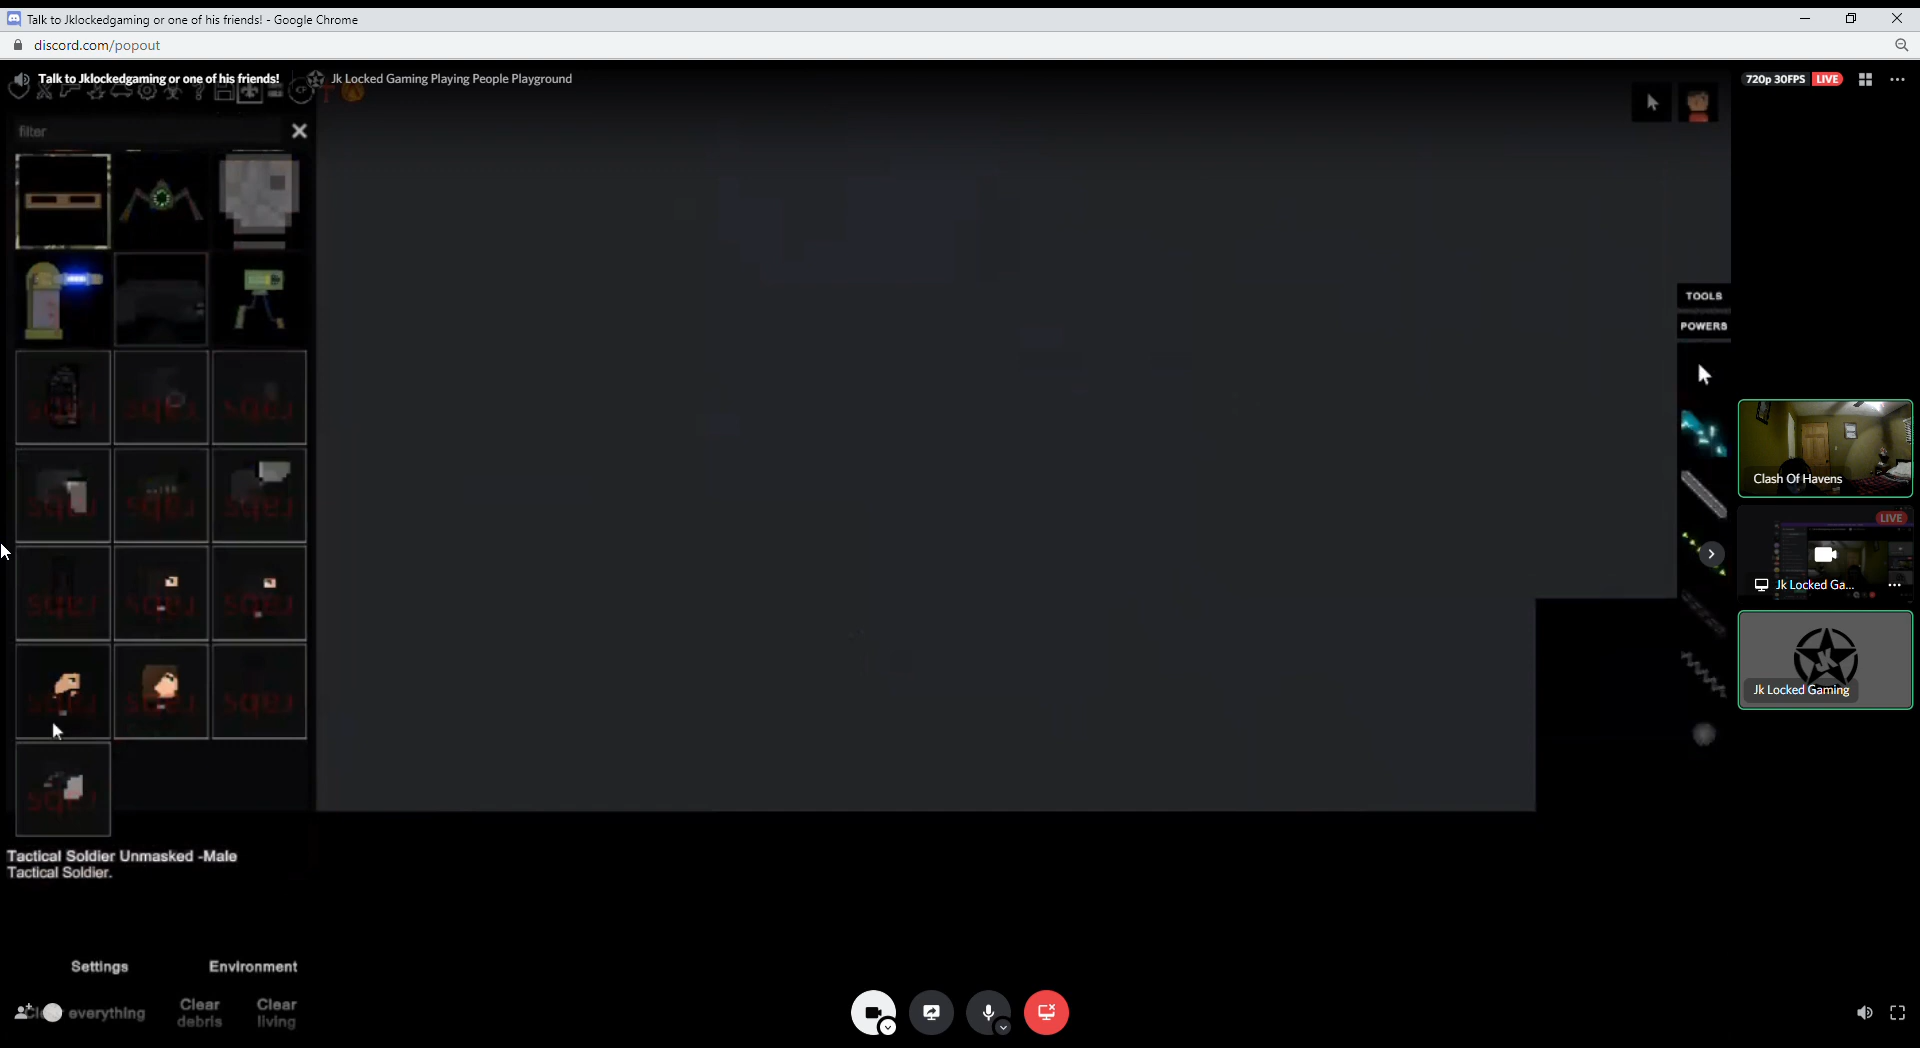 Talk to Jklockedgaming or one of his friends! - Google Chrome
discord.com/popout
Talk to Jklockedgaming or one of his friends!
Jk Locked Gaming Playing People Playground
720p 30FPS LIVE
filter
TOOLS
POWERS
Clash Of Havens
LIVE
Jk Locked Ga...
Jk Locked Gaming
Tactical Soldier Unmasked -Male
Tactical Soldier.
Settings
Environment
everything
Clear
debris
Clear
living